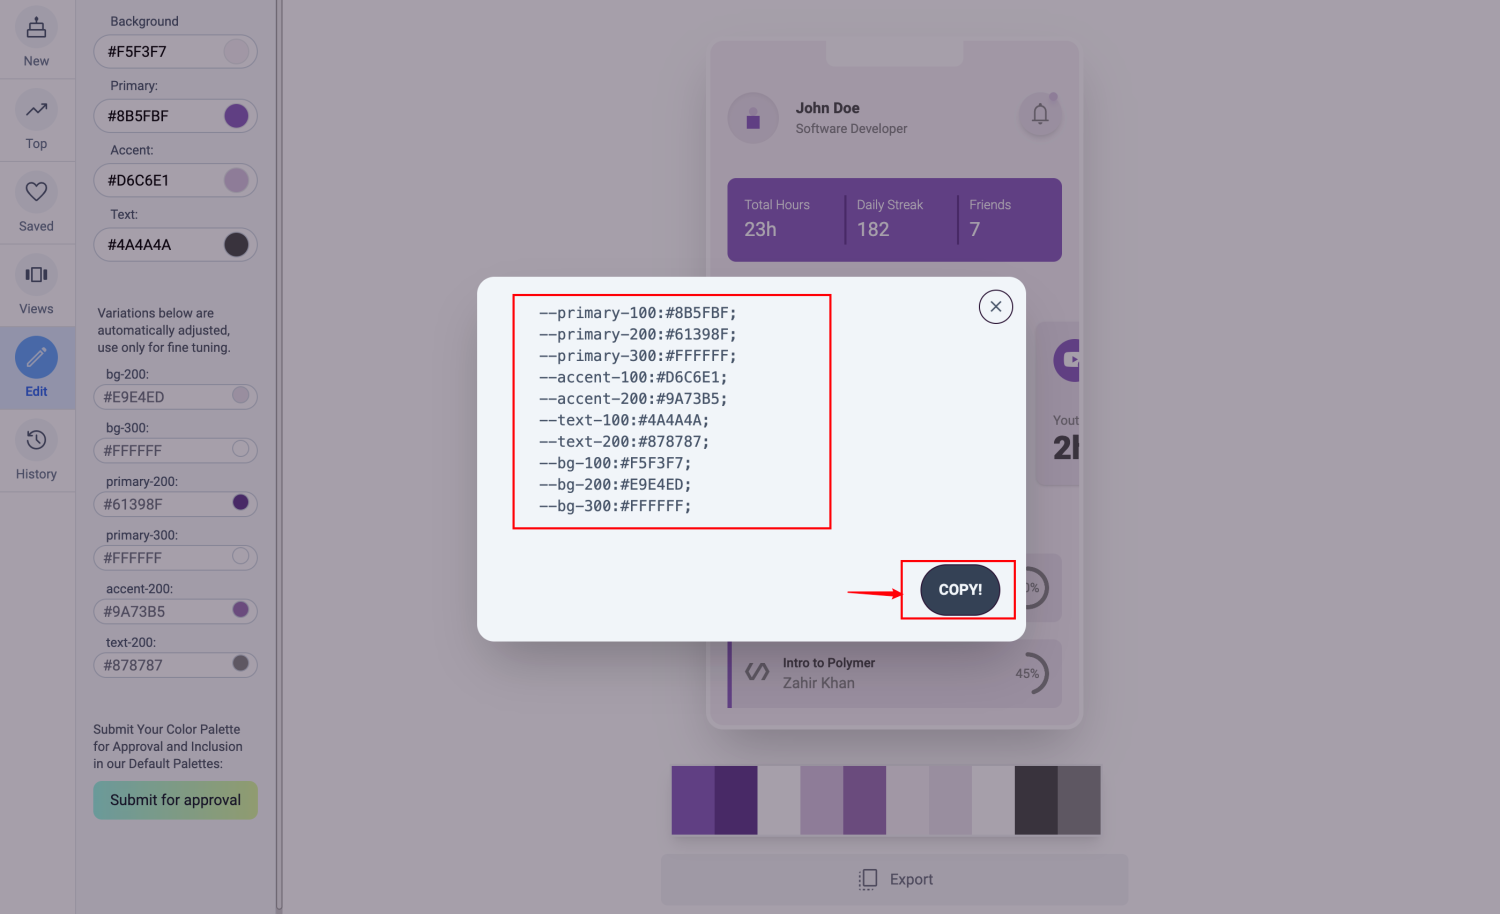 New
Top
Saved
Views
Edit
History
Background
#F5F3F7
Primary:
#8B5FBF
Accent:
#D6C6E1
Text:
#4A4A4A
Variations below are
automatically adjusted,
use only for fine tuning.
bg-200:
#E9E4ED
bg-300:
#FFFFFF
primary-200:
#61398F
primary-300:
#FFFFFF
accent-200:
#9A73B5
text-200:
#878787
Submit Your Color Palette
for Approval and Inclusion
in our Default Palettes:
Submit for approval
John Doe
Software Developer
Total Hours
23h
Daily Streak
182
Friends
7
--primary-100:#8B5FBF;
--primary-200:#61398F;
--primary-300:#FFFFFF;
--accent-100:#D6C6E1;
--accent-200:#9A73B5;
--text-100:#4A4A4A;
--text-200:#878787;
--bg-100:#F5F3F7;
--bg-200:#E9E4ED;
--bg-300:#FFFFFF;
COPY!
Intro to Polymer
Zahir Khan
45%
Export